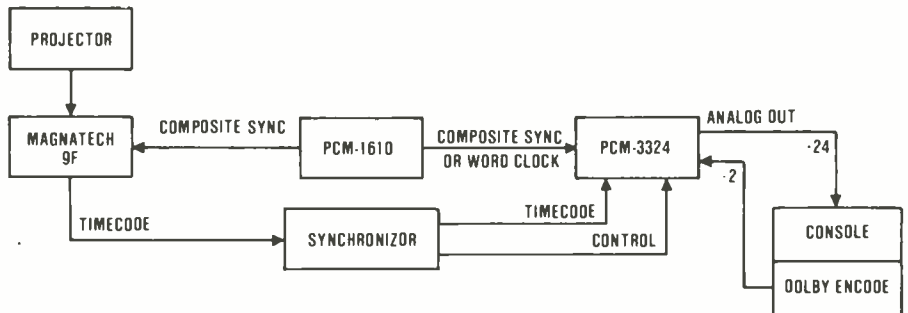 PROJECTOR
MAGNATECH
9F
COMPOSITE SYNC
PCM-1610
COMPOSITE SYNC
OR WORD CLOCK
PCM-3324
ANALOG OUT
·24
·2
TIMECODE
SYNCHRONIZOR
TIMECODE
CONTROL
CONSOLE
DOLBY ENCODE